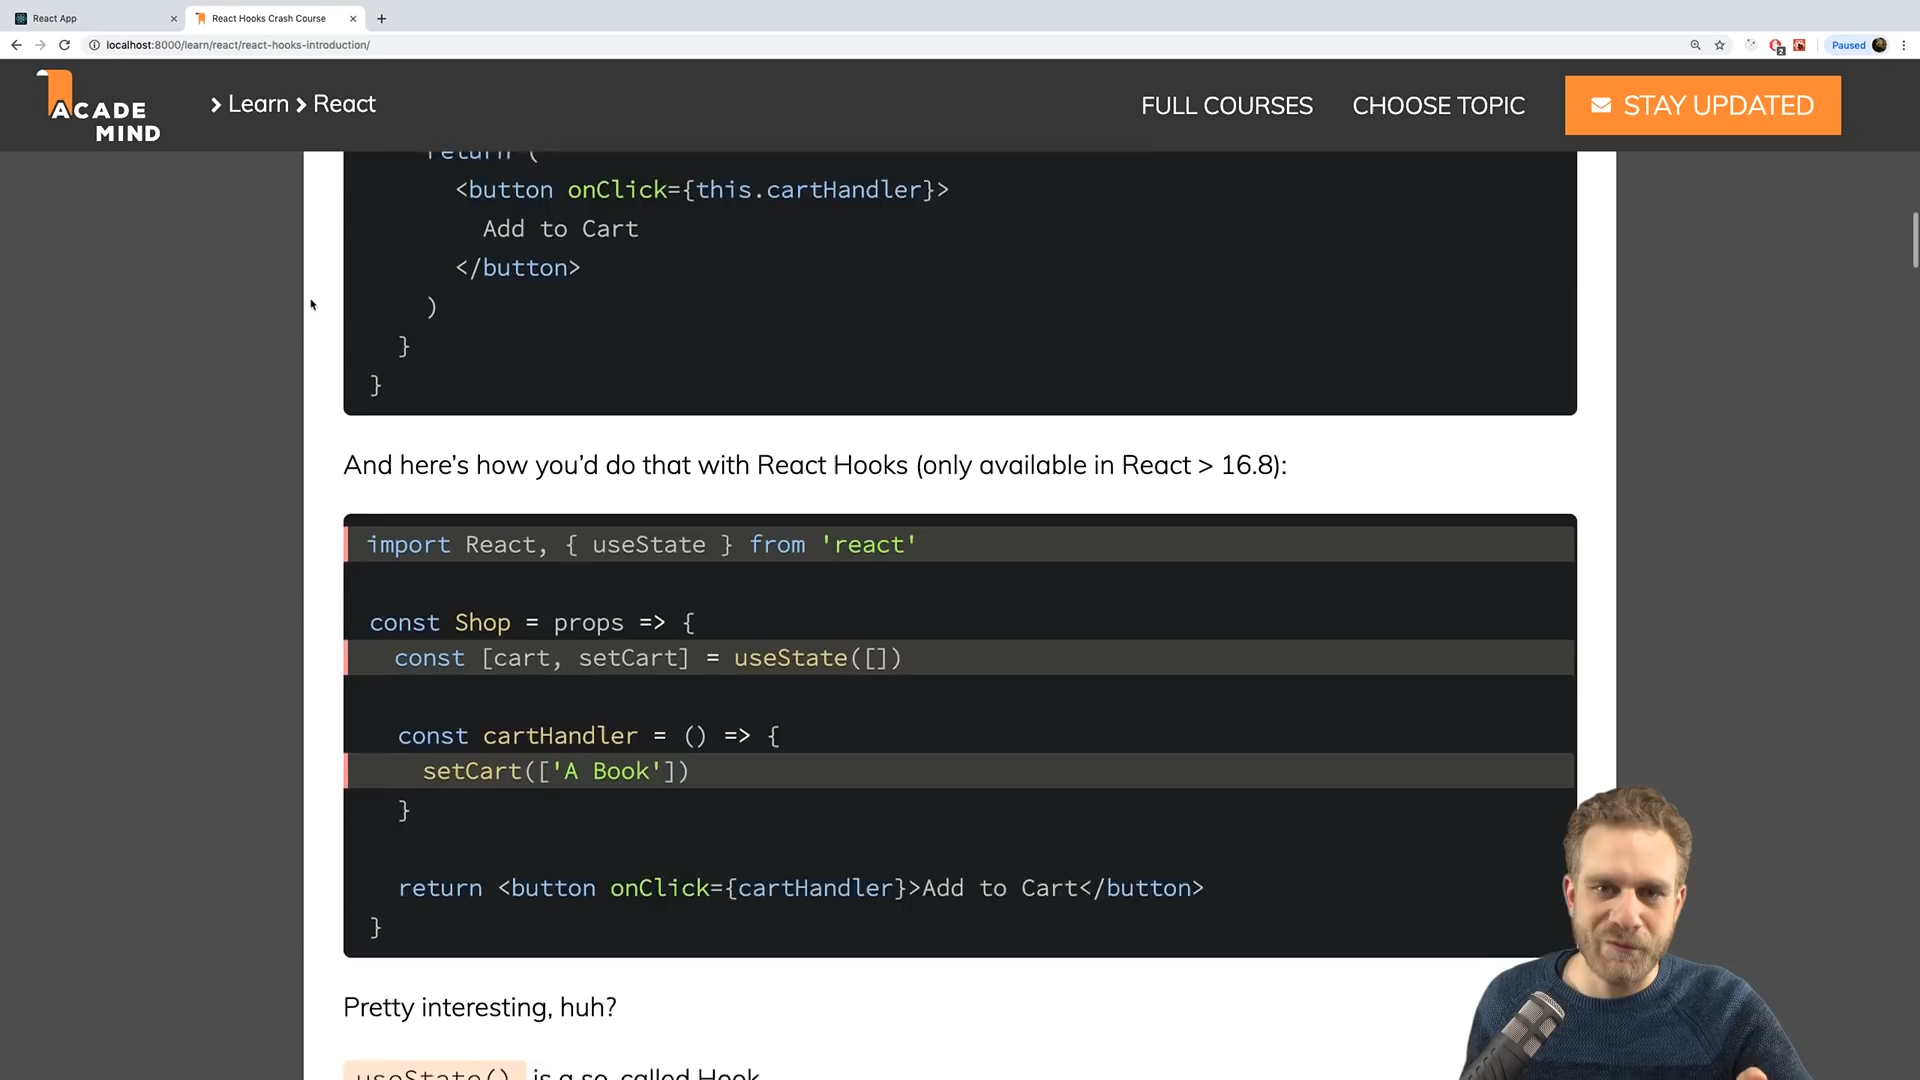 React App
React Hooks Crash Course
localhost:8000/learn/react/react-hooks-introduction/
2
Paused
ACADE
MIND
Learn
React
FULL COURSES
CHOOSE TOPIC
STAY UPDATED
return (
<button onClick={this.cartHandler}>
Add to Cart
</button>
)
}
}
And here's how you'd do that with React Hooks (only available in React > 16.8):
import React, { useState } from 'react'
const Shop = props => {
const [cart, setCart] = useState([])
const cartHandler = () => {
setCart(['A Book'])
}
return <button onClick={cartHandler}>Add to Cart</button>
}
Pretty interesting, huh?
useState() is a so-called Hook